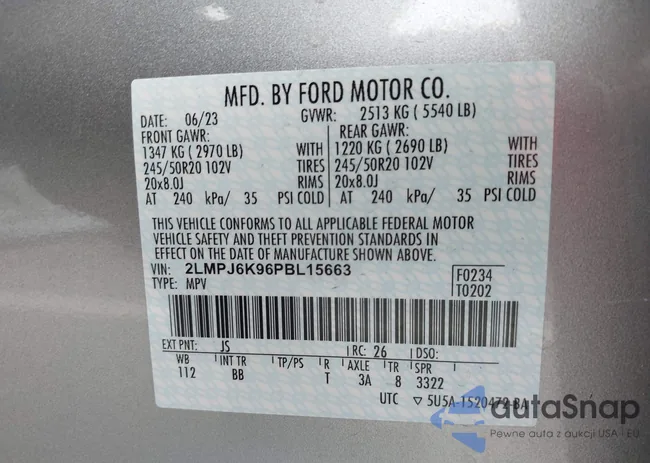 MFD. BY FORD MOTOR CO.
DATE: 06/23 GVWR: 2513 KG ( 5540 LB)
FRONT GAWR: REAR GAWR:
1347 KG ( 2970 LB) WITH 1220 KG ( 2690 LB) WITH
245/50R20 102V TIRES 245/50R20 102V TIRES
20x8.0J RIMS 20x8.0J RIMS
AT 240 kPa/ 35 PSI COLD AT 240 kPa/ 35 PSI COLD
THIS VEHICLE CONFORMS TO ALL APPLICABLE FEDERAL MOTOR
VEHICLE SAFETY AND THEFT PREVENTION STANDARDS IN
EFFECT ON THE DATE OF MANUFACTURE SHOWN ABOVE.
VIN: 2LMPJ6K96PBL15663 F0234
TYPE: MPV T0202
EXT PNT: JS RC: 26 DSO:
WB INT TR TP/PS R AXLE TR SPR
112 BB T 3A 8 3322
UTC ▽ 5U5A-1520472-BA
autoSnap
Pewne auta z aukcji USA - EU